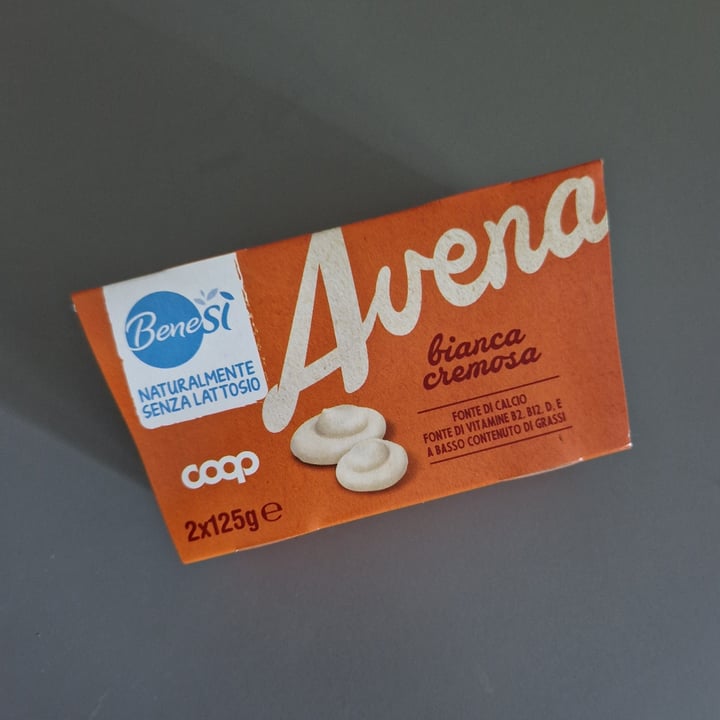 Avena
bianca
cremosa
BeneSì
NATURALMENTE
SENZA LATTOSIO
FONTE DI CALCIO
FONTE DI VITAMINE B2, B12, D, E
A BASSO CONTENUTO DI GRASSI
coop
2x125g e